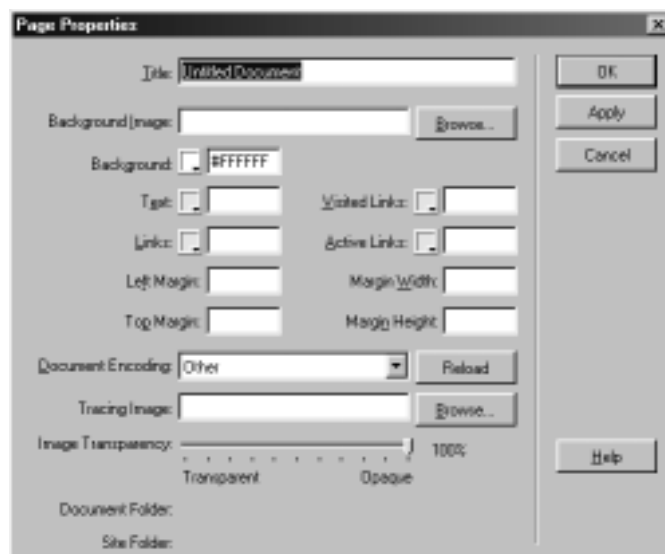 Page Properties
Title: Untitled Document
OK
Background Image: Browse...
Apply
Background: #FFFFFF
Cancel
Text: Visited Links:
Links: Active Links:
Left Margin: Margin Width:
Top Margin: Margin Height:
Document Encoding: Other Reload
Tracing Image: Browse...
Image Transparency: 100%
Help
Transparent Opaque
Document Folder:
Site Folder: